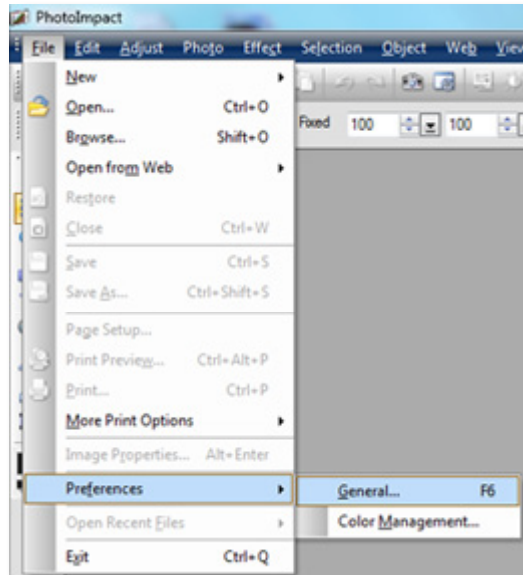 PhotoImpact
File Edit Adjust Photo Effect Selection Object Web View
New
Open... Ctrl+O
Fixed 100 100
Browse... Shift+O
Open from Web
Restore
Close Ctrl+W
Save Ctrl+S
Save As... Ctrl+Shift+S
Page Setup...
Print Preview... Ctrl+Alt+P
Print... Ctrl+P
More Print Options
Image Properties... Alt+Enter
Preferences
General... F6
Open Recent Files
Color Management...
Exit Ctrl+Q